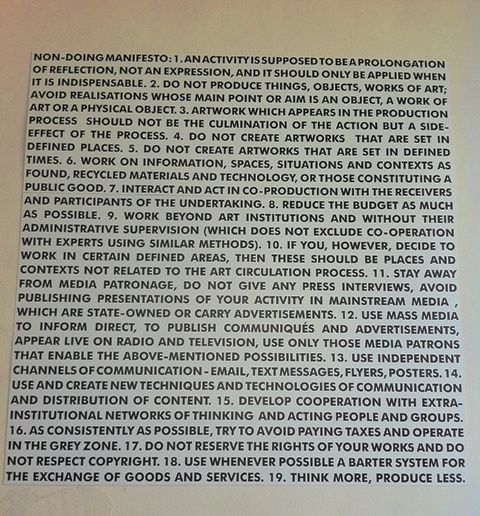 NON-DOING MANIFESTO: 1. AN ACTIVITY IS SUPPOSED TO BE A PROLONGATION
OF REFLECTION, NOT AN EXPRESSION, AND IT SHOULD ONLY BE APPLIED WHEN
IT IS INDISPENSABLE. 2. DO NOT PRODUCE THINGS, OBJECTS, WORKS OF ART;
AVOID REALISATIONS WHOSE MAIN POINT OR AIM IS AN OBJECT, A WORK OF
ART OR A PHYSICAL OBJECT. 3. ARTWORK WHICH APPEARS IN THE PRODUCTION
PROCESS SHOULD NOT BE THE CULMINATION OF THE ACTION BUT A SIDE-
EFFECT OF THE PROCESS. 4. DO NOT CREATE ARTWORKS THAT ARE SET IN
DEFINED PLACES. 5. DO NOT CREATE ARTWORKS THAT ARE SET IN DEFINED
TIMES. 6. WORK ON INFORMATION, SPACES, SITUATIONS AND CONTEXTS AS
FOUND, RECYCLED MATERIALS AND TECHNOLOGY, OR THOSE CONSTITUTING A
PUBLIC GOOD. 7. INTERACT AND ACT IN CO-PRODUCTION WITH THE RECEIVERS
AND PARTICIPANTS OF THE UNDERTAKING. 8. REDUCE THE BUDGET AS MUCH
AS POSSIBLE. 9. WORK BEYOND ART INSTITUTIONS AND WITHOUT THEIR
ADMINISTRATIVE SUPERVISION (WHICH DOES NOT EXCLUDE CO-OPERATION
WITH EXPERTS USING SIMILAR METHODS). 10. IF YOU, HOWEVER, DECIDE TO
WORK IN CERTAIN DEFINED AREAS, THEN THESE SHOULD BE PLACES AND
CONTEXTS NOT RELATED TO THE ART CIRCULATION PROCESS. 11. STAY AWAY
FROM MEDIA PATRONAGE, DO NOT GIVE ANY PRESS INTERVIEWS, AVOID
PUBLISHING PRESENTATIONS OF YOUR ACTIVITY IN MAINSTREAM MEDIA ,
WHICH ARE STATE-OWNED OR CARRY ADVERTISEMENTS. 12. USE MASS MEDIA
TO INFORM DIRECT, TO PUBLISH COMMUNIQUÉS AND ADVERTISEMENTS,
APPEAR LIVE ON RADIO AND TELEVISION, USE ONLY THOSE MEDIA PATRONS
THAT ENABLE THE ABOVE-MENTIONED POSSIBILITIES. 13. USE INDEPENDENT
CHANNELS OF COMMUNICATION - EMAIL, TEXT MESSAGES, FLYERS, POSTERS. 14.
USE AND CREATE NEW TECHNIQUES AND TECHNOLOGIES OF COMMUNICATION
AND DISTRIBUTION OF CONTENT. 15. DEVELOP COOPERATION WITH EXTRA-
INSTITUTIONAL NETWORKS OF THINKING AND ACTING PEOPLE AND GROUPS.
16. AS CONSISTENTLY AS POSSIBLE, TRY TO AVOID PAYING TAXES AND OPERATE
IN THE GREY ZONE. 17. DO NOT RESERVE THE RIGHTS OF YOUR WORKS AND DO
NOT RESPECT COPYRIGHT. 18. USE WHENEVER POSSIBLE A BARTER SYSTEM FOR
THE EXCHANGE OF GOODS AND SERVICES. 19. THINK MORE, PRODUCE LESS.